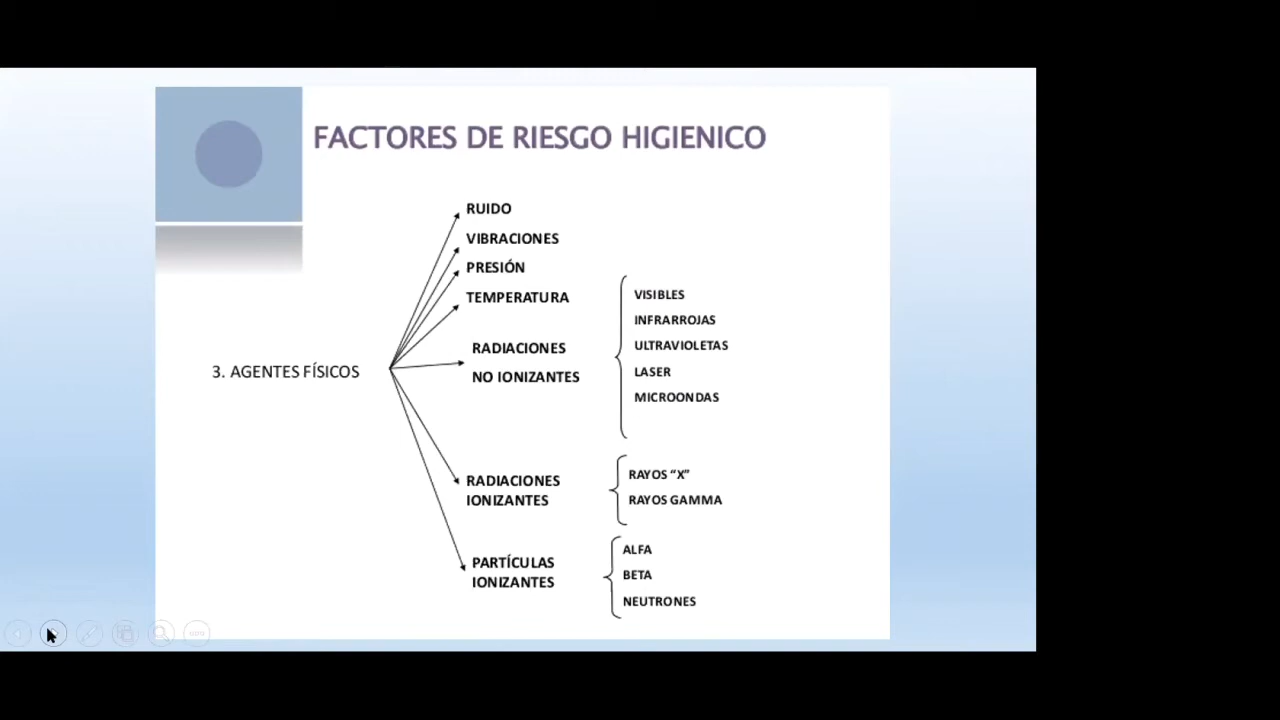 FACTORES DE RIESGO HIGIENICO
3. AGENTES FÍSICOS
RUIDO
VIBRACIONES
PRESIÓN
TEMPERATURA
RADIACIONES
NO IONIZANTES
VISIBLES
INFRARROJAS
ULTRAVIOLETAS
LASER
MICROONDAS
RADIACIONES
IONIZANTES
RAYOS “X”
RAYOS GAMMA
PARTÍCULAS
IONIZANTES
ALFA
BETA
NEUTRONES